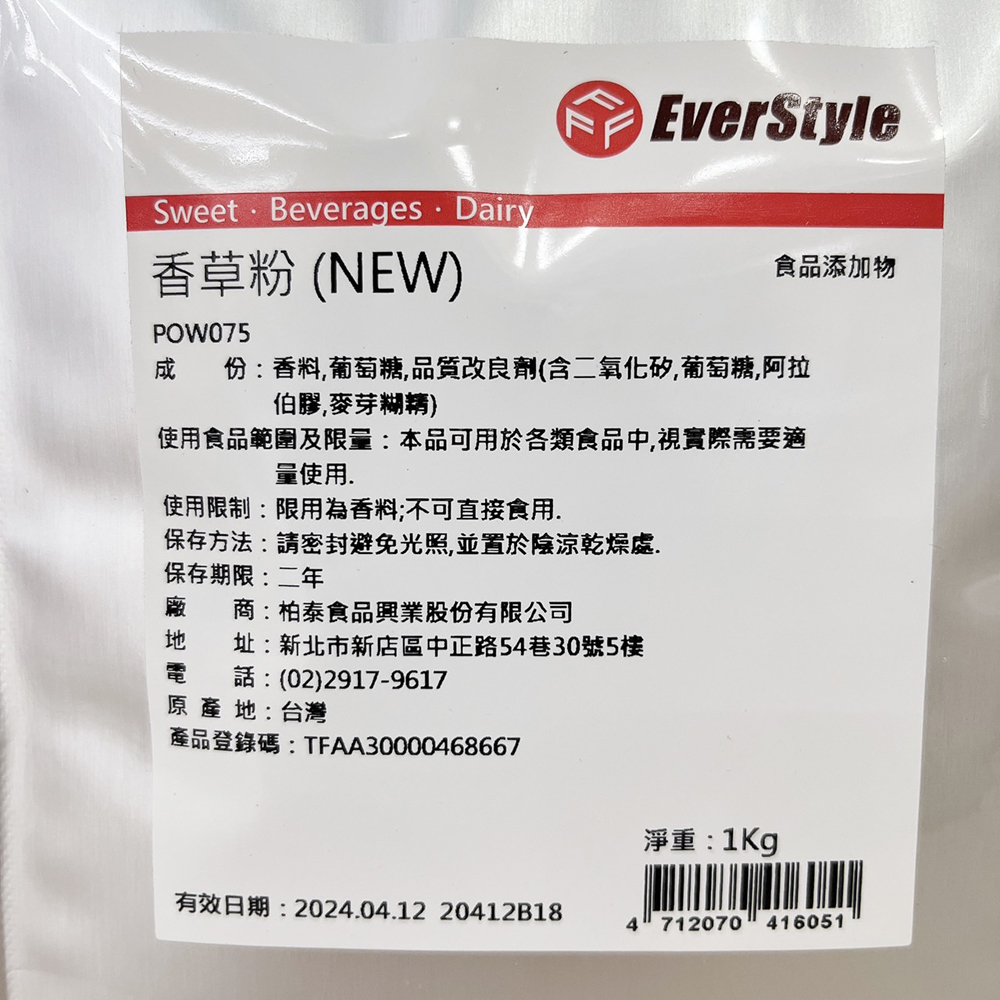 EverStyle
Sweet · Beverages · Dairy
香草粉 (NEW)
食品添加物
POW075
成 份:香料,葡萄糖,品質改良劑(含二氧化矽,葡萄糖,阿拉
伯膠,麥芽糊精)
使用食品範圍及限量:本品可用於各類食品中,視實際需要適
量使用.
使用限制:限用為香料;不可直接食用.
保存方法:請密封避免光照,並置於陰涼乾燥處.
保存期限:二年
廠 商:柏泰食品興業股份有限公司
地 址:新北市新店區中正路54巷30號5樓
電 話:(02)2917-9617
原 產 地:台灣
產品登錄碼:TFAA30000468667
淨重:1Kg
有效日期:2024.04.12 20412B18
4 712070 416051